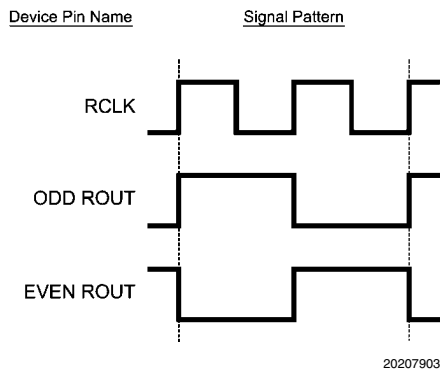 Device Pin Name Signal Pattern
RCLK
ODD ROUT
EVEN ROUT
20207903